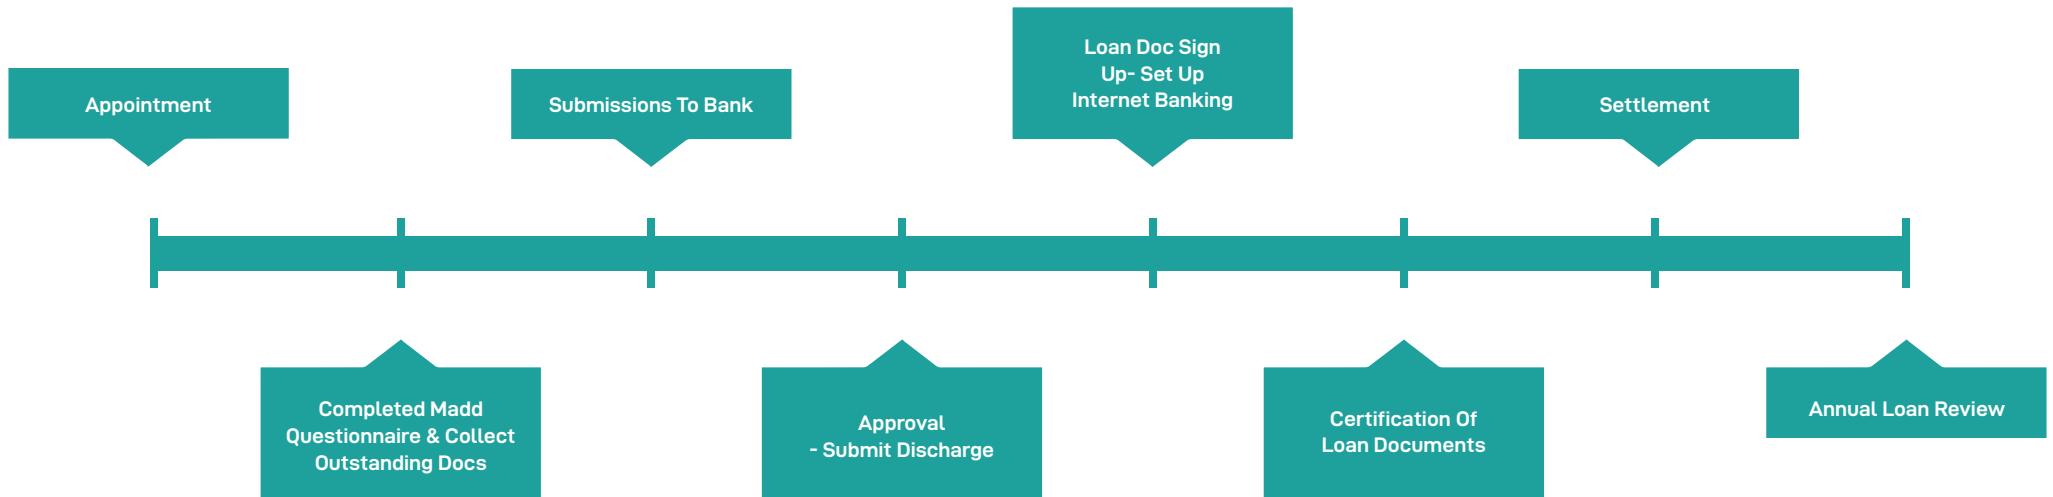 Appointment
Completed Madd
Questionnaire & Collect
Outstanding Docs
Submissions To Bank
Approval
- Submit Discharge
Loan Doc Sign
Up- Set Up
Internet Banking
Certification Of
Loan Documents
Settlement
Annual Loan Review